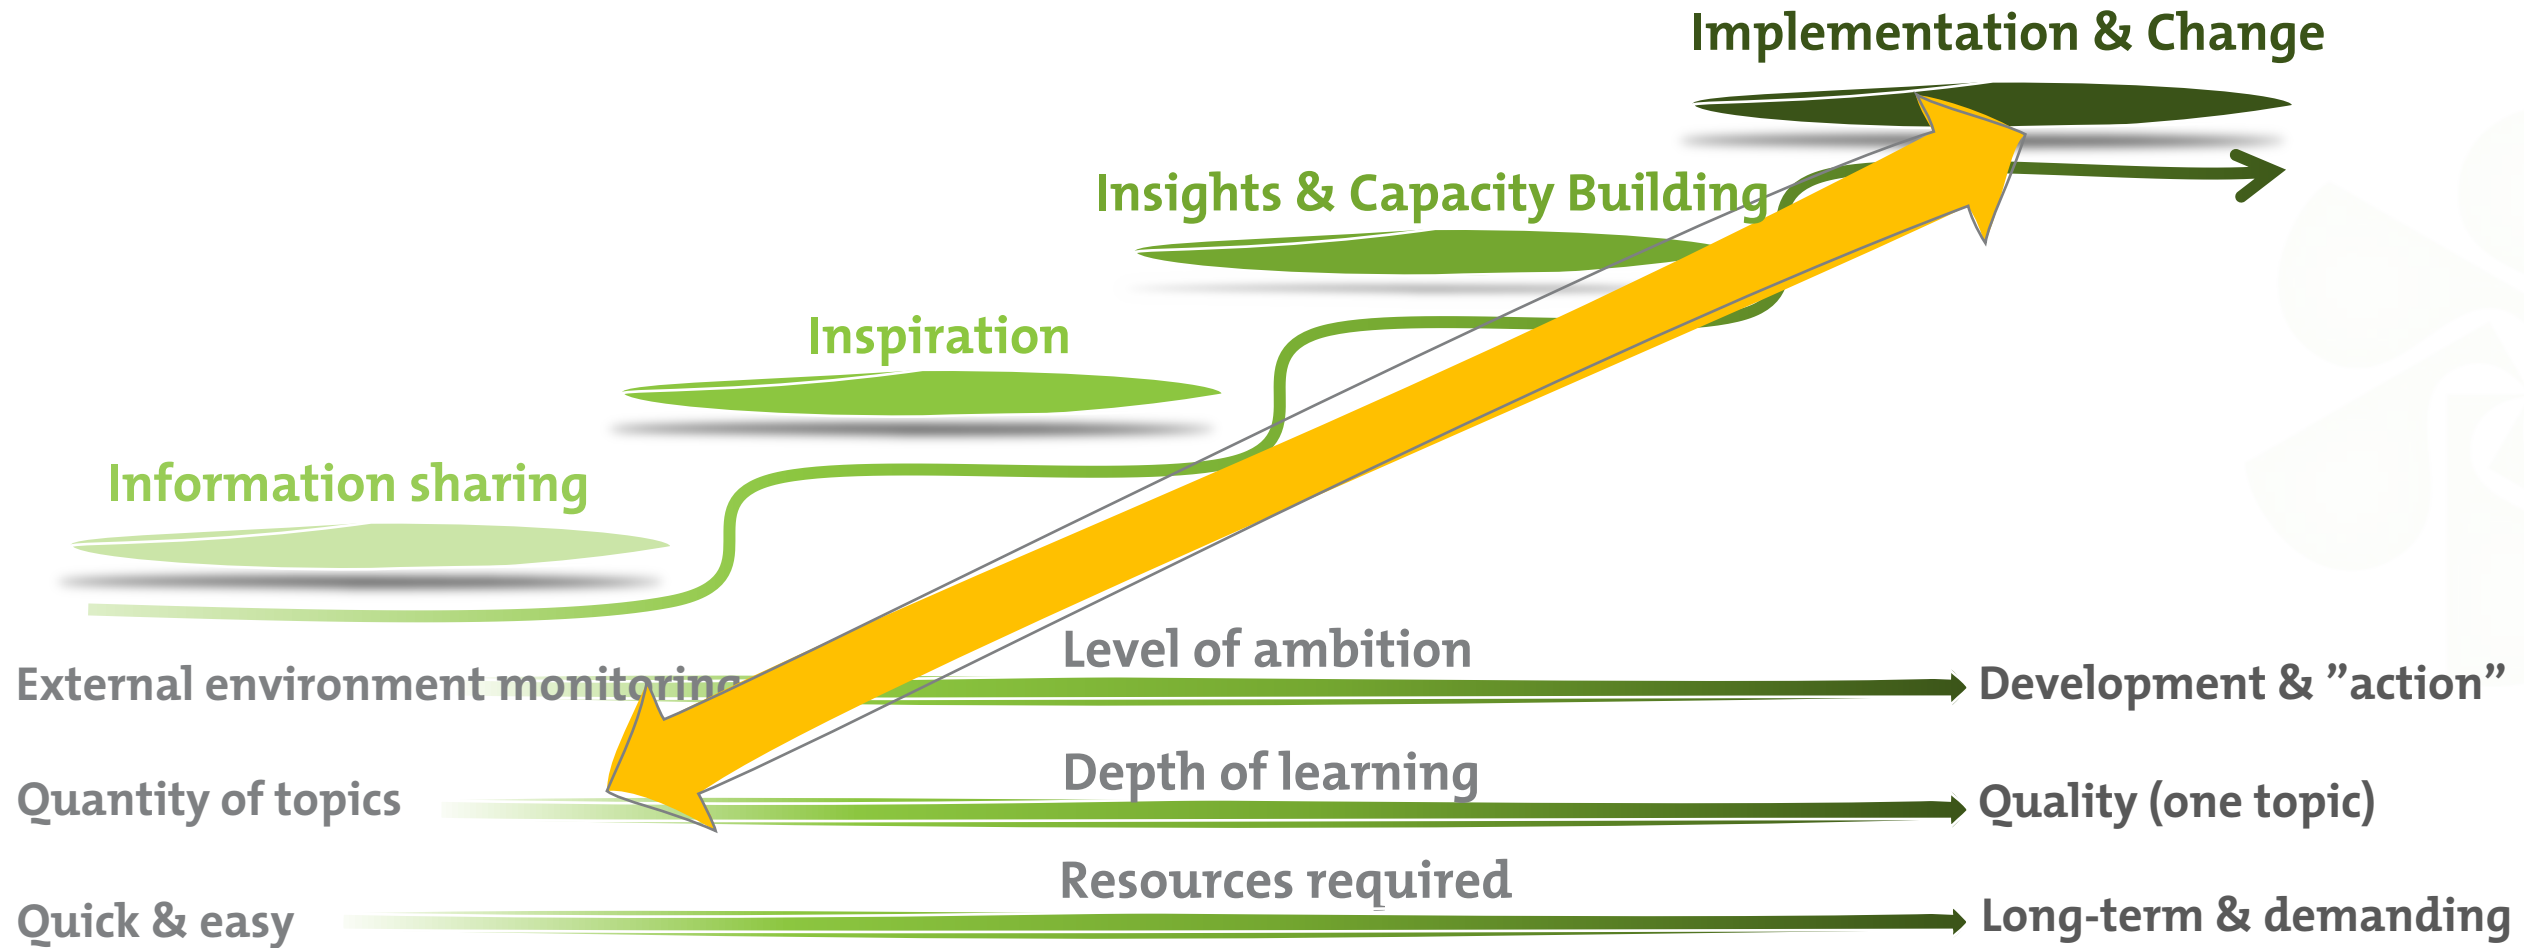 Implementation & Change
Insights & Capacity Building
Inspiration
Information sharing
Level of ambition
External environment monitoring
Development & ”action”
Depth of learning
Quantity of topics
Quality (one topic)
Resources required
Quick & easy
Long-term & demanding